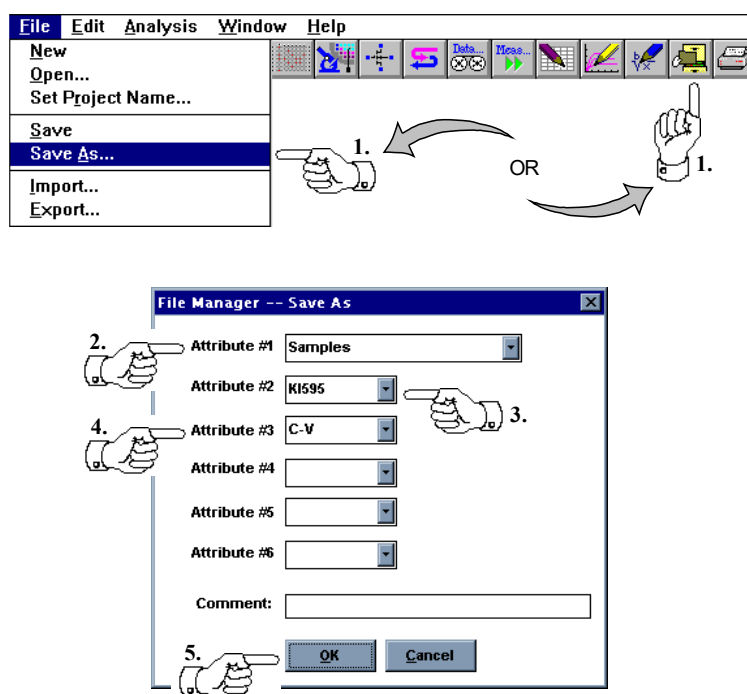 File Edit Analysis Window Help
New
Open...
Set Project Name...
Save
Save As...
Import...
Export...
Data...
Meas...
√x
1.
OR
1.
File Manager -- Save As
2.
Attribute #1 Samples
Attribute #2 KI595
3.
4.
Attribute #3 C-V
Attribute #4
Attribute #5
Attribute #6
Comment:
5.
OK Cancel